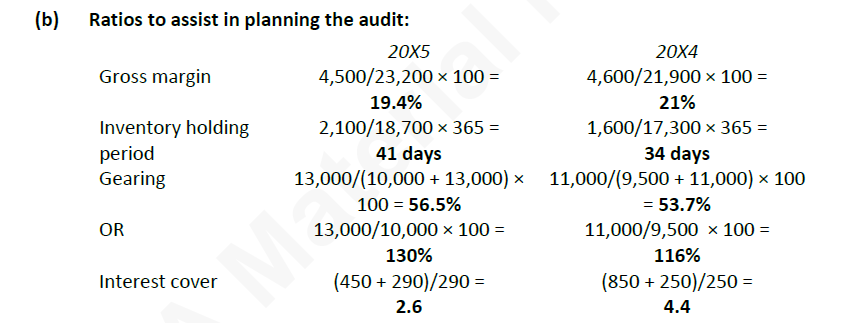 (b) Ratios to assist in planning the audit:
20X5 20X4
Gross margin 4,500/23,200 × 100 = 4,600/21,900 × 100 =
19.4% 21%
Inventory holding 2,100/18,700 × 365 = 1,600/17,300 × 365 =
period 41 days 34 days
Gearing 13,000/(10,000 + 13,000) × 11,000/(9,500 + 11,000) × 100
100 = 56.5% = 53.7%
OR 13,000/10,000 × 100 = 11,000/9,500 × 100 =
130% 116%
Interest cover (450 + 290)/290 = (850 + 250)/250 =
2.6 4.4